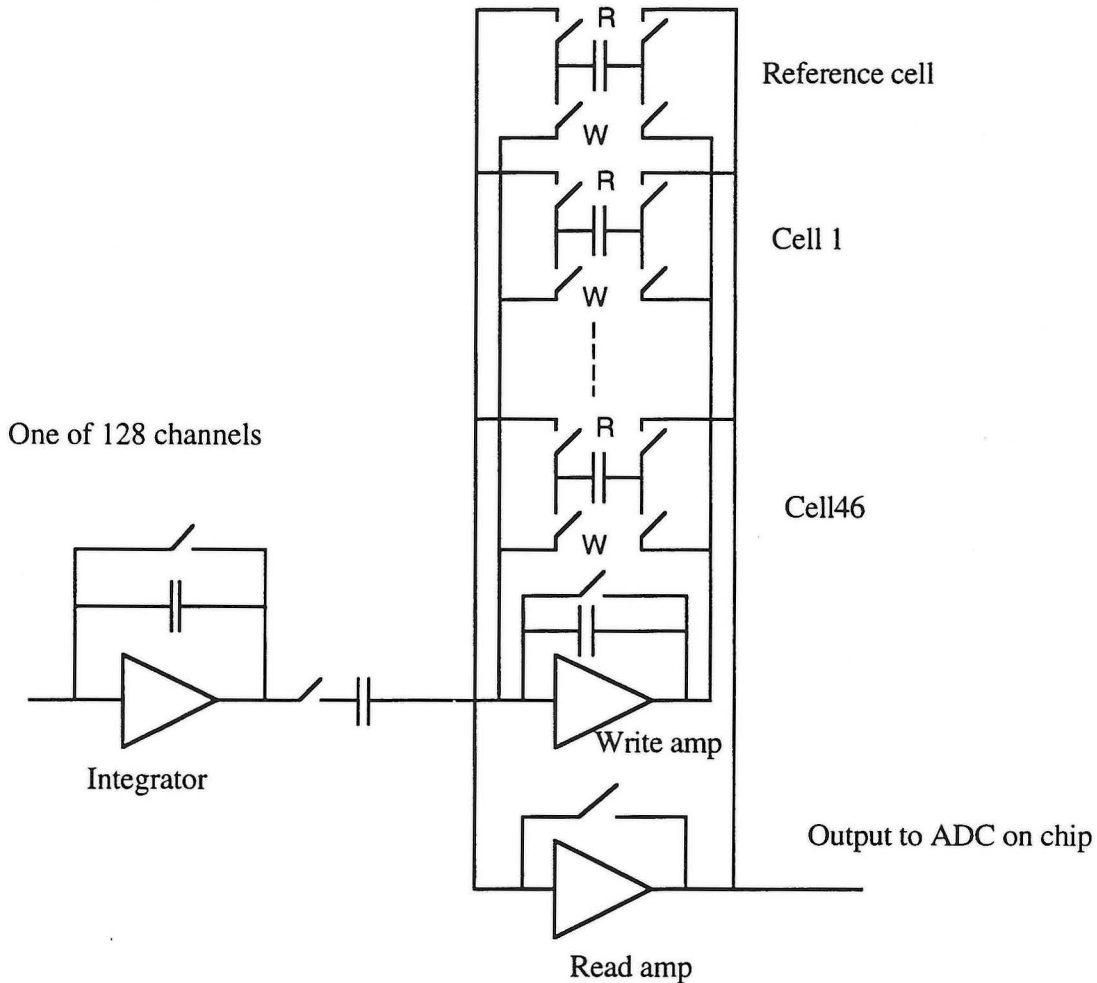 R
Reference cell
W
R
Cell 1
W
R
One of 128 channels
Cell46
W
Write amp
Integrator
Output to ADC on chip
Read amp